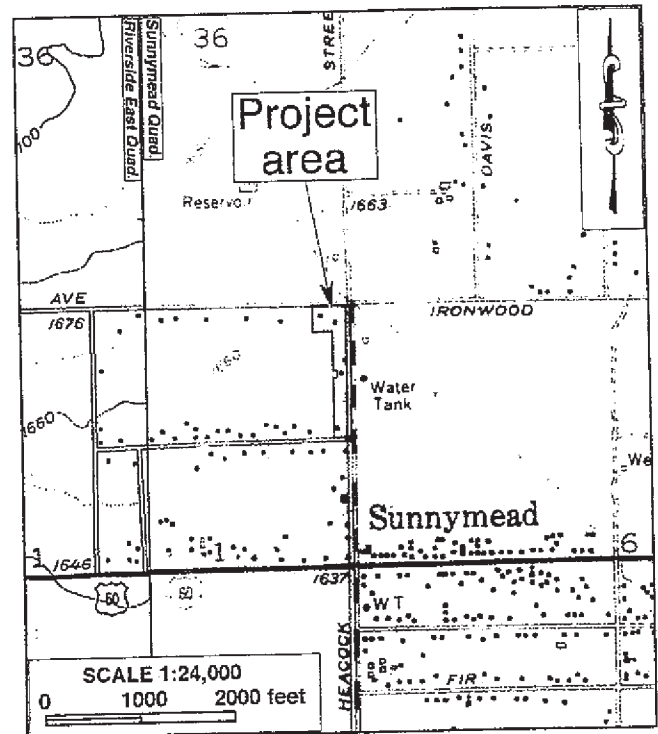 36
36
STREE
Riverside East Quad.
Sunnymead Quad.
Project
area
DAVIS
Reservo
1663
AVE
IRONWOOD
1676
1660
Water
Tank
1660
We
Sunnymead
1
1
6
1646
1637
60
60
WT
HEACOCK
FIR
SCALE 1:24,000
0 1000 2000 feet